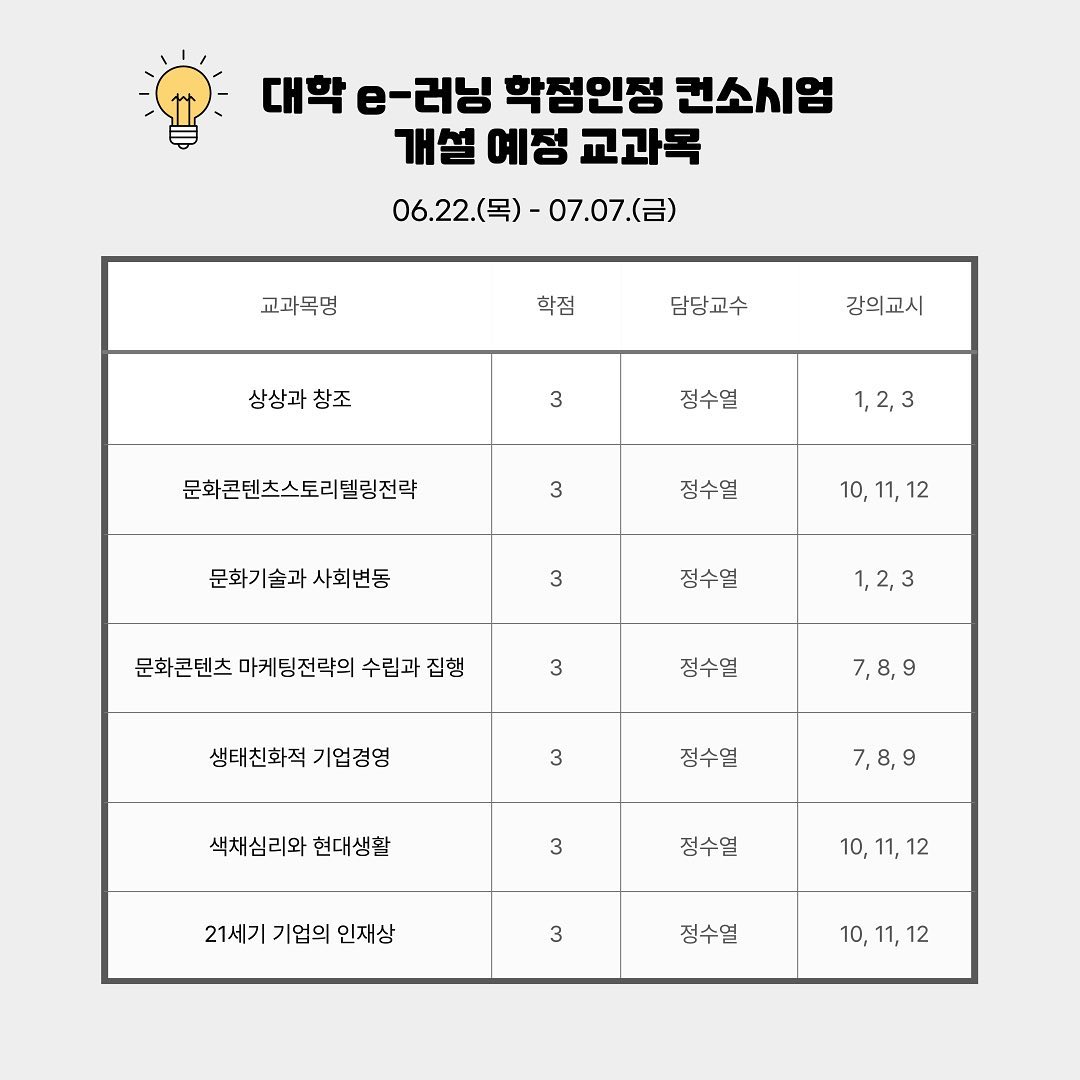 대학 e-러닝 학점인정 컨소시엄
개설 예정 교과목
06.22.(목) - 07.07.(금)
교과목명 학점 담당교수 강의교시
상상과 창조 3 정수열 1, 2, 3
문화콘텐츠스토리텔링전략 3 정수열 10, 11, 12
문화기술과 사회변동 3 정수열 1, 2, 3
문화콘텐츠 마케팅전략의 수립과 집행 3 정수열 7, 8, 9
생태친화적 기업경영 3 정수열 7, 8, 9
색채심리와 현대생활 3 정수열 10, 11, 12
21세기 기업의 인재상 3 정수열 10, 11, 12